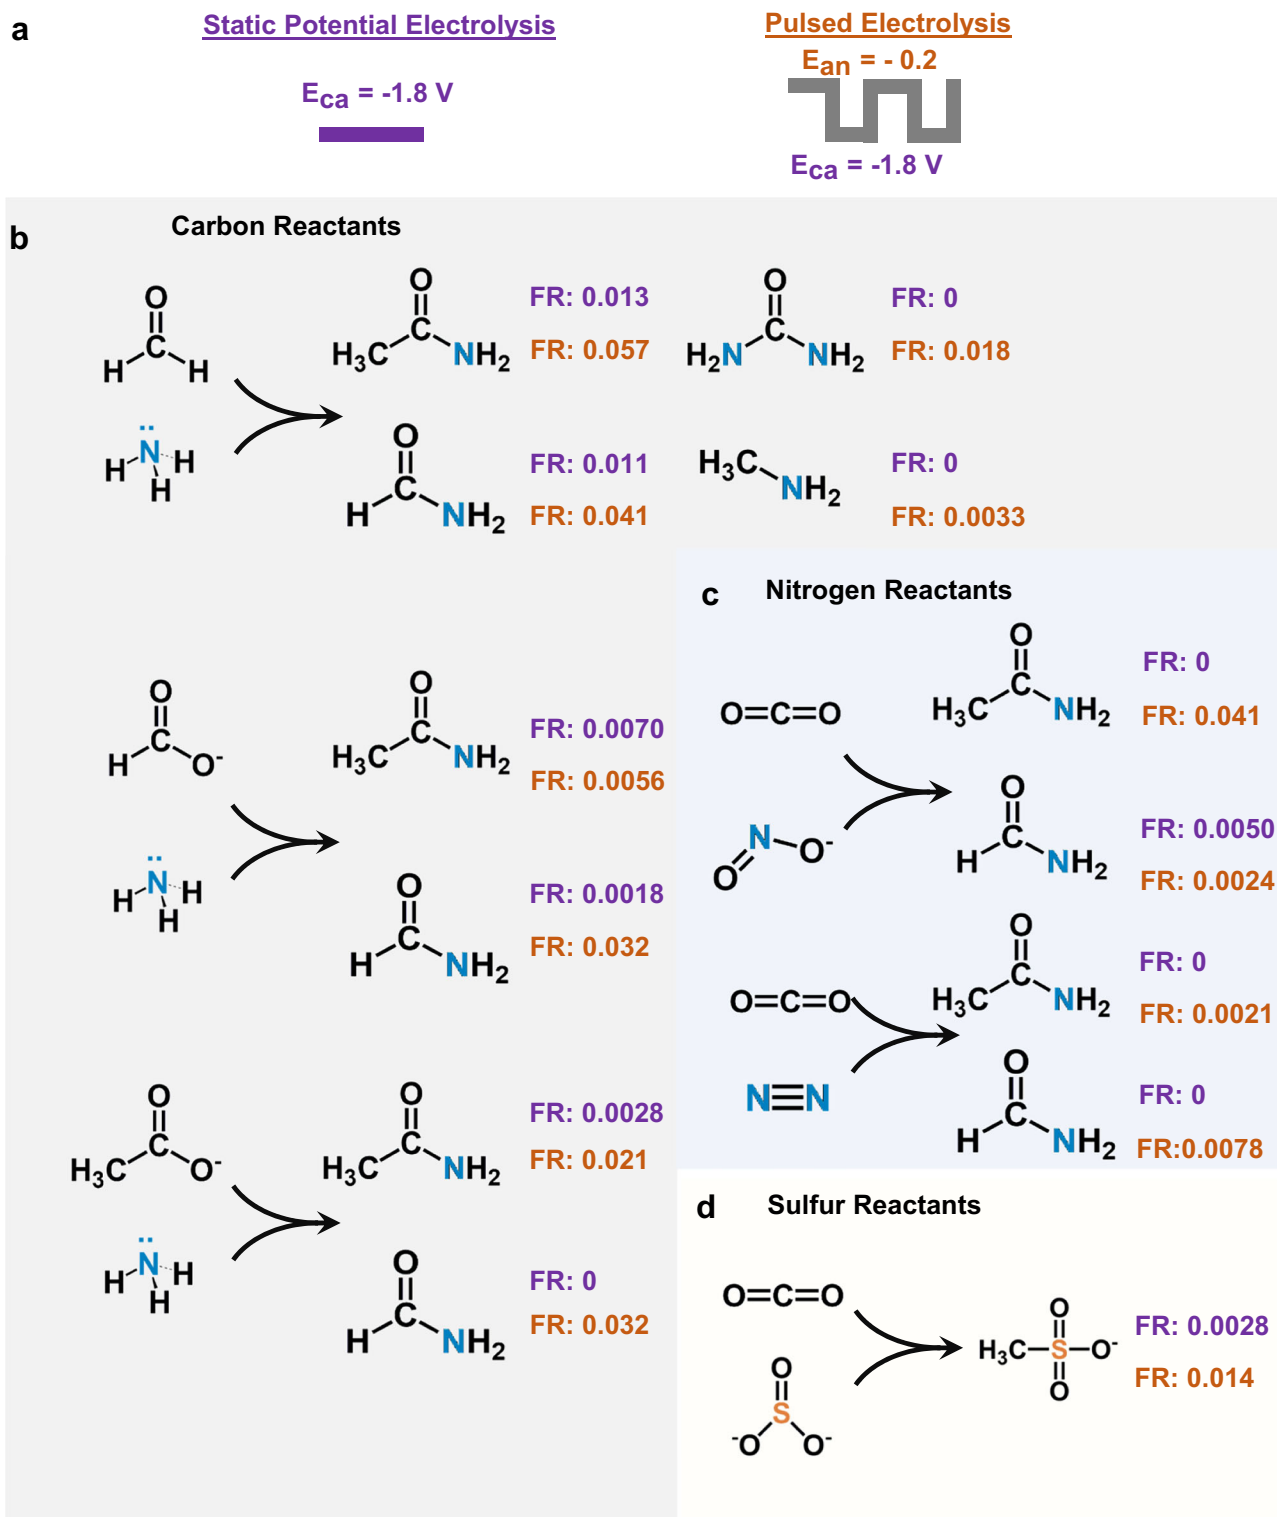 a
Static Potential Electrolysis
Eca = -1.8 V
Pulsed Electrolysis
Ean = - 0.2
Eca = -1.8 V
b
Carbon Reactants
O
H C H
N
H H
H
O
H3C C NH2
FR: 0.013
FR: 0.057
O
H C NH2
FR: 0.011
FR: 0.041
O
H2N C NH2
FR: 0
FR: 0.018
H3C NH2
FR: 0
FR: 0.0033
O
H C O-
N
H H
H
O
H3C C NH2
FR: 0.0070
FR: 0.0056
O
H C NH2
FR: 0.0018
FR: 0.032
O
H3C C O-
N
H H
H
O
H3C C NH2
FR: 0.0028
FR: 0.021
O
H C NH2
FR: 0
FR: 0.032
c
Nitrogen Reactants
O=C=O
N O-
O
O
H3C C NH2
FR: 0
FR: 0.041
O
H C NH2
FR: 0.0050
FR: 0.0024
O=C=O
N≡N
O
H3C C NH2
FR: 0
FR: 0.0021
O
H C NH2
FR: 0
FR:0.0078
d
Sulfur Reactants
O=C=O
O
S
-O O-
O
H3C S O-
O
FR: 0.0028
FR: 0.014